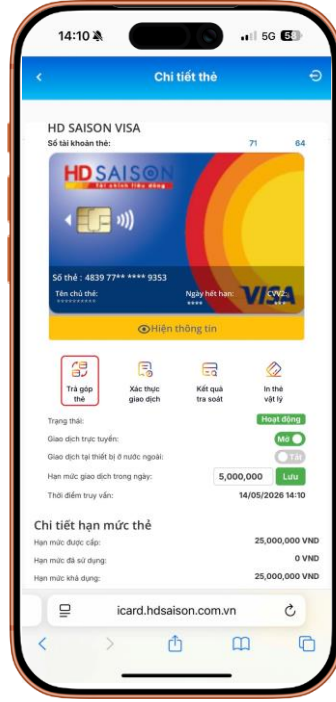 14:10
5G 58
Chi tiết thẻ
HD SAISON VISA
Số tài khoản thẻ: 71 64
HD SAISON
Tài chính tiêu dùng
Số thẻ : 4839 77** **** 9353
Tên chủ thẻ: Ngày hết hạn: CVV2:
********** **** ***
VISA
Hiện thông tin
Trả góp thẻ
Xác thực giao dịch
Kết quả tra soát
In thẻ vật lý
Trạng thái: Hoạt động
Giao dịch trực tuyến: Mở
Giao dịch tại thiết bị ở nước ngoài: Tắt
Hạn mức giao dịch trong ngày: 5,000,000 Lưu
Thời điểm truy vấn: 14/05/2026 14:10
Chi tiết hạn mức thẻ
Hạn mức được cấp: 25,000,000 VND
Hạn mức đã sử dụng: 0 VND
Hạn mức khả dụng: 25,000,000 VND
icard.hdsaison.com.vn